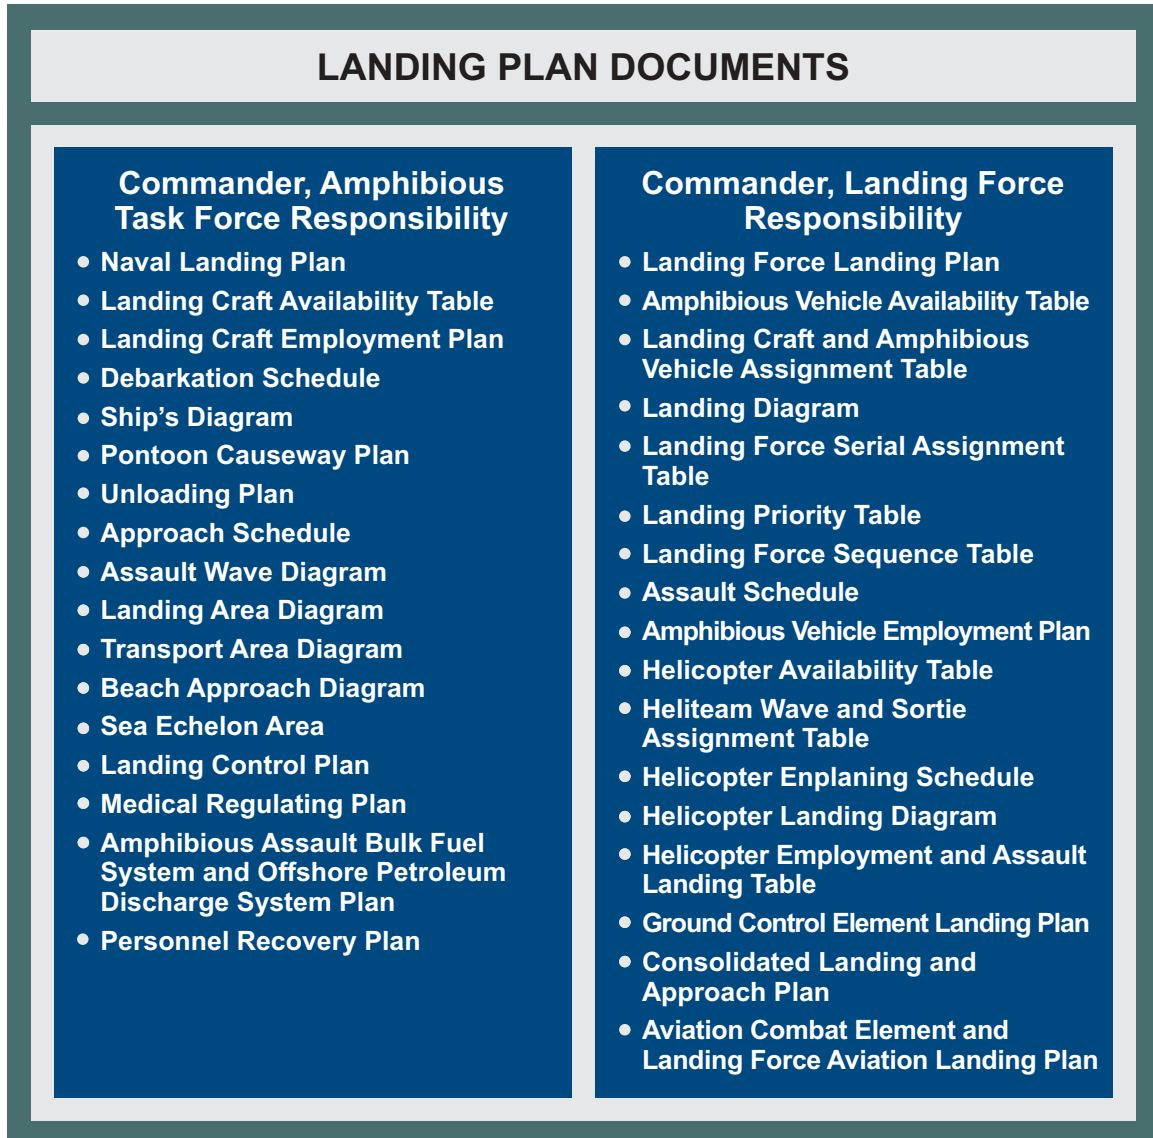 LANDING PLAN DOCUMENTS
Commander, Amphibious
Task Force Responsibility
• Naval Landing Plan
• Landing Craft Availability Table
• Landing Craft Employment Plan
• Debarkation Schedule
• Ship’s Diagram
• Pontoon Causeway Plan
• Unloading Plan
• Approach Schedule
• Assault Wave Diagram
• Landing Area Diagram
• Transport Area Diagram
• Beach Approach Diagram
• Sea Echelon Area
• Landing Control Plan
• Medical Regulating Plan
• Amphibious Assault Bulk Fuel
System and Offshore Petroleum
Discharge System Plan
• Personnel Recovery Plan
Commander, Landing Force
Responsibility
• Landing Force Landing Plan
• Amphibious Vehicle Availability Table
• Landing Craft and Amphibious
Vehicle Assignment Table
• Landing Diagram
• Landing Force Serial Assignment
Table
• Landing Priority Table
• Landing Force Sequence Table
• Assault Schedule
• Amphibious Vehicle Employment Plan
• Helicopter Availability Table
• Heliteam Wave and Sortie
Assignment Table
• Helicopter Enplaning Schedule
• Helicopter Landing Diagram
• Helicopter Employment and Assault
Landing Table
• Ground Control Element Landing Plan
• Consolidated Landing and
Approach Plan
• Aviation Combat Element and
Landing Force Aviation Landing Plan